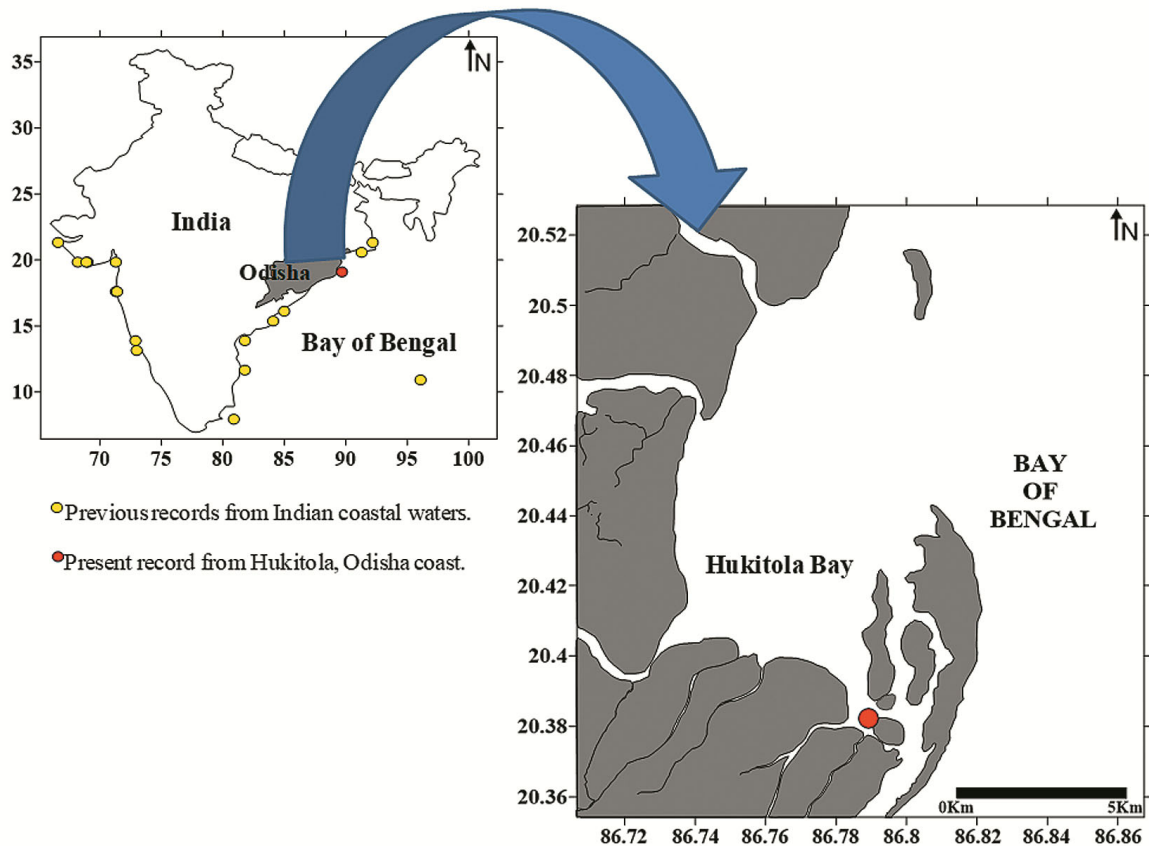 N
35
30
25
20
15
10
India
Odisha
Bay of Bengal
70 75 80 85 90 95 100
Previous records from Indian coastal waters.
Present record from Hukitola, Odisha coast.
N
20.52
20.5
20.48
20.46
20.44
20.42
20.4
20.38
20.36
BAY
OF
BENGAL
Hukitola Bay
0Km 5Km
86.72 86.74 86.76 86.78 86.8 86.82 86.84 86.86